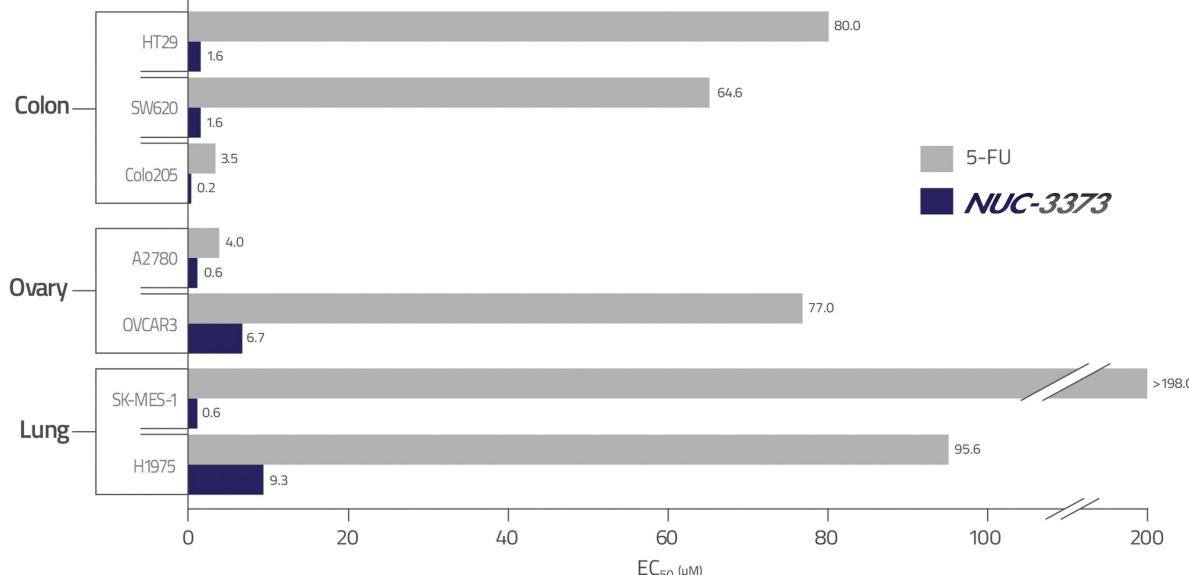 Colon
HT29
80.0
1.6
SW620
64.6
1.6
Colo205
3.5
0.2
5-FU
NUC-3373
Ovary
A2780
4.0
0.6
OVCAR3
77.0
6.7
Lung
SK-MES-1
>198.0
0.6
H1975
95.6
9.3
0 20 40 60 80 100 200
EC50 (µM)